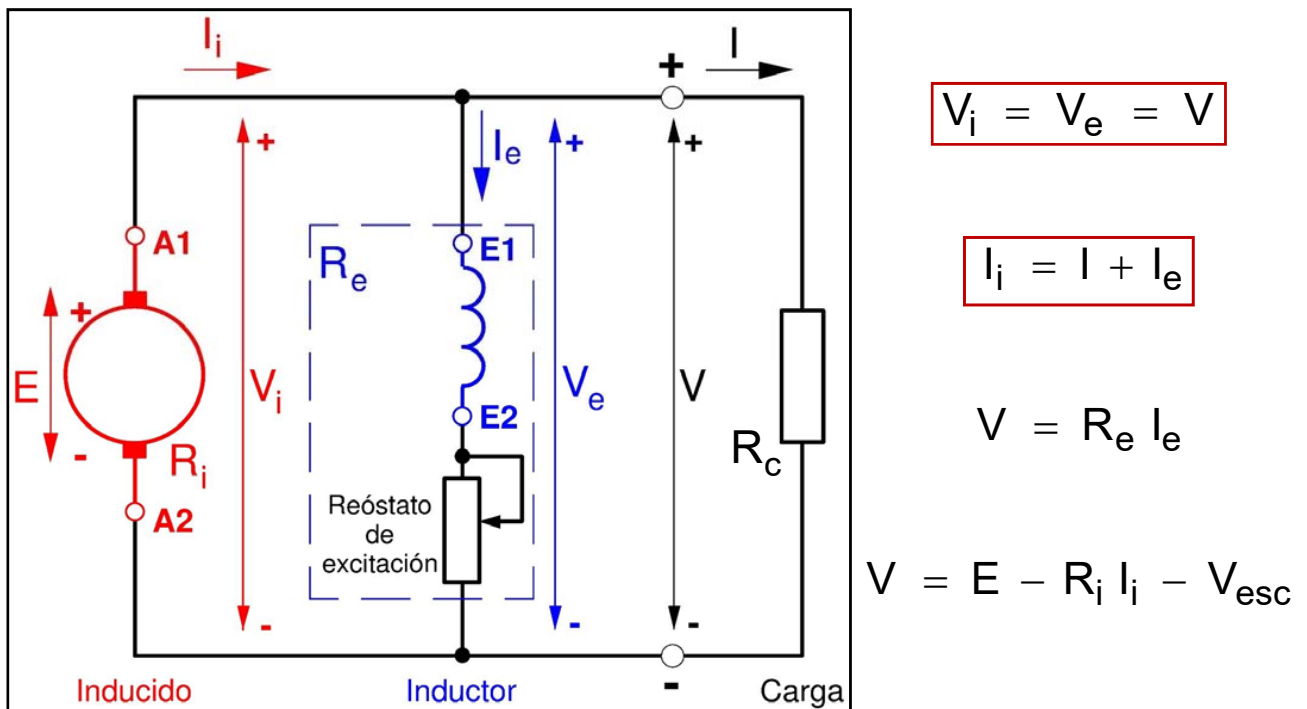 Iᵢ
I
+
Iₑ
+
+
+
A1
E1
Rₑ
+
E
Vᵢ
Vₑ
V
E2
Rᵢ
R꜀
-
A2
Reóstato
de
excitación
-
-
-
-
Inducido
Inductor
Carga
Vᵢ = Vₑ = V
Iᵢ = I + Iₑ
V = Rₑ Iₑ
V = E − Rᵢ Iᵢ − Vesc